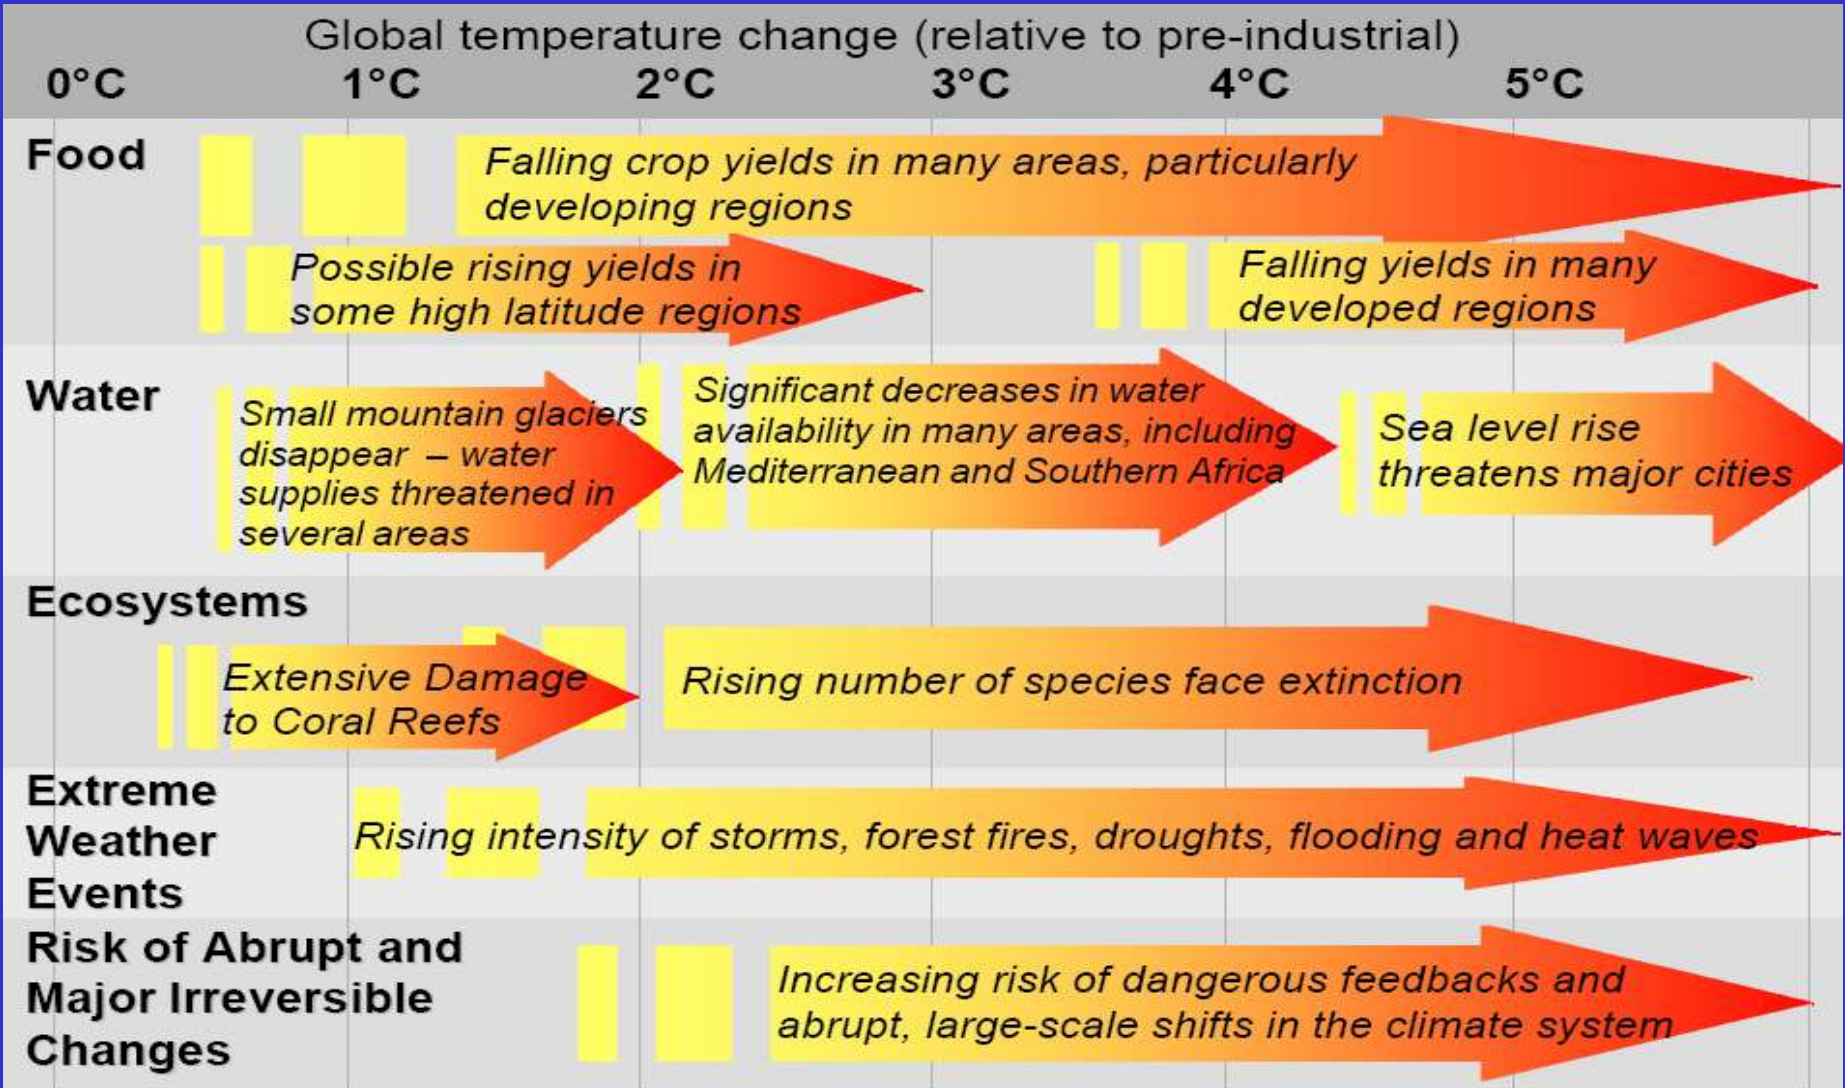 Global temperature change (relative to pre-industrial)
0°C 1°C 2°C 3°C 4°C 5°C
Food
Falling crop yields in many areas, particularly
developing regions
Possible rising yields in
some high latitude regions
Falling yields in many
developed regions
Water
Small mountain glaciers
disappear – water
supplies threatened in
several areas
Significant decreases in water
availability in many areas, including
Mediterranean and Southern Africa
Sea level rise
threatens major cities
Ecosystems
Extensive Damage
to Coral Reefs
Rising number of species face extinction
Extreme
Weather
Events
Rising intensity of storms, forest fires, droughts, flooding and heat waves
Risk of Abrupt and
Major Irreversible
Changes
Increasing risk of dangerous feedbacks and
abrupt, large-scale shifts in the climate system